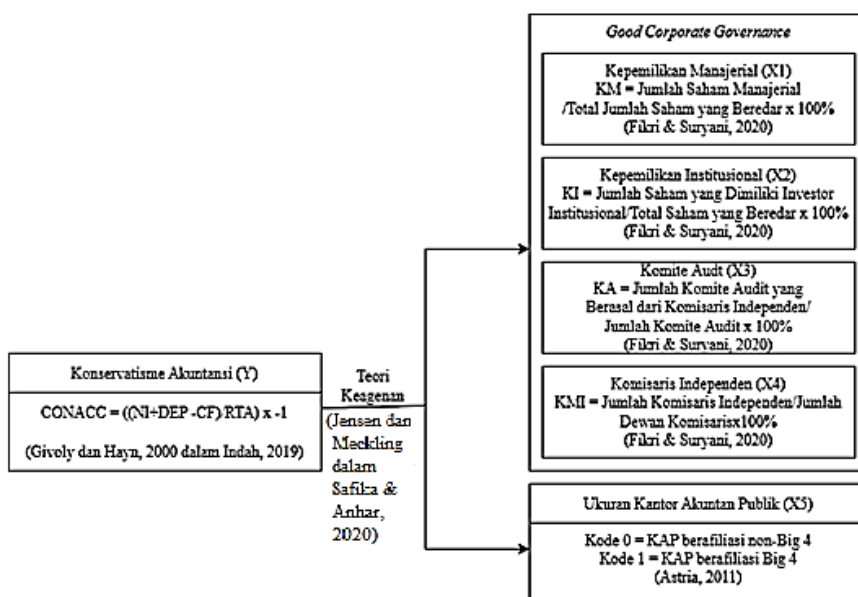 Good Corporate Governance
Kepemilikan Manajerial (X1)
KM = Jumlah Saham Manajerial
/Total Jumlah Saham yang Beredar x 100%
(Fikri & Suryani, 2020)
Kepemilikan Institusional (X2)
KI = Jumlah Saham yang Dimiliki Investor
Institusional/Total Saham yang Beredar x 100%
(Fikri & Suryani, 2020)
Komite Audt (X3)
KA = Jumlah Komite Audit yang
Berasal dari Komisaris Independen/
Jumlah Komite Audit x 100%
(Fikri & Suryani, 2020)
Komisaris Independen (X4)
KMI = Jumlah Komisaris Independen/Jumlah
Dewan Komisarisx100%
(Fikri & Suryani, 2020)
Konservatisme Akuntansi (Y)
CONACC = ((NI+DEP -CF)/RTA) x -1
(Givoly dan Hayn, 2000 dalam Indah, 2019)
Teori
Keagenan
(Jensen dan
Meckling
dalam
Safika &
Anhar,
2020)
Ukuran Kantor Akuntan Publik (X5)
Kode 0 = KAP berafiliasi non-Big 4
Kode 1 = KAP berafiliasi Big 4
(Astria, 2011)